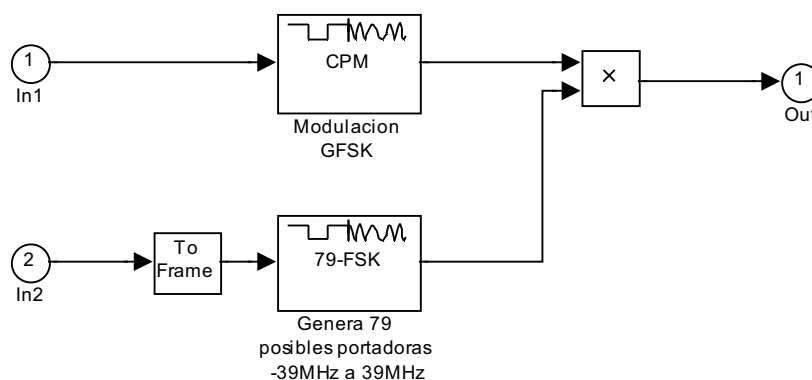 1
In1
CPM
Modulacion
GFSK
×
1
Out
2
In2
To
Frame
79-FSK
Genera 79
posibles portadoras
-39MHz a 39MHz